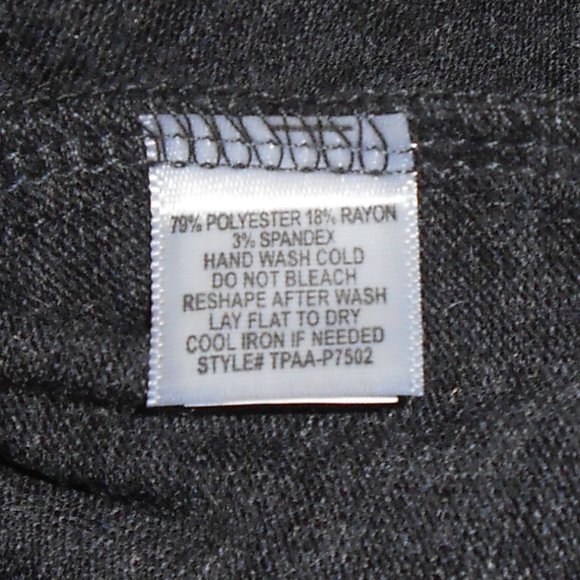 79% POLYESTER 18% RAYON
3% SPANDEX
HAND WASH COLD
DO NOT BLEACH
RESHAPE AFTER WASH
LAY FLAT TO DRY
COOL IRON IF NEEDED
STYLE# TPAA-P7502